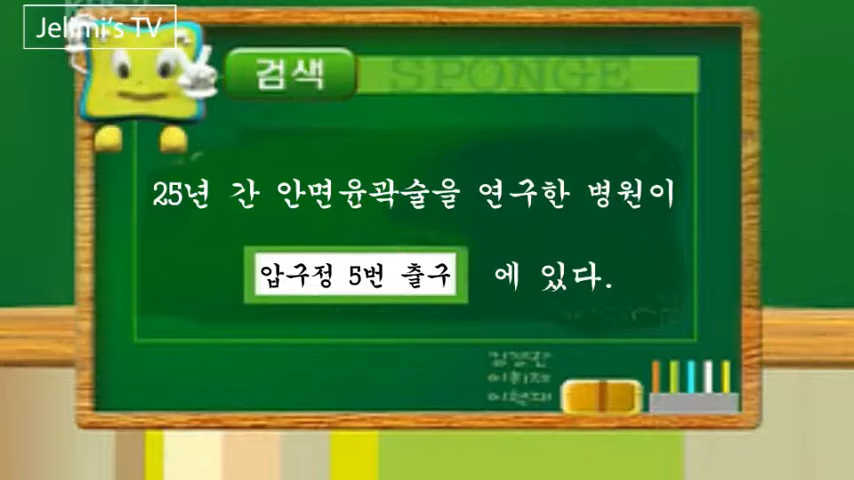 Jelimi's TV
검색
SPONGE
25년 간 안면윤곽술을 연구한 병원이
압구정 5번 출구 에 있다.